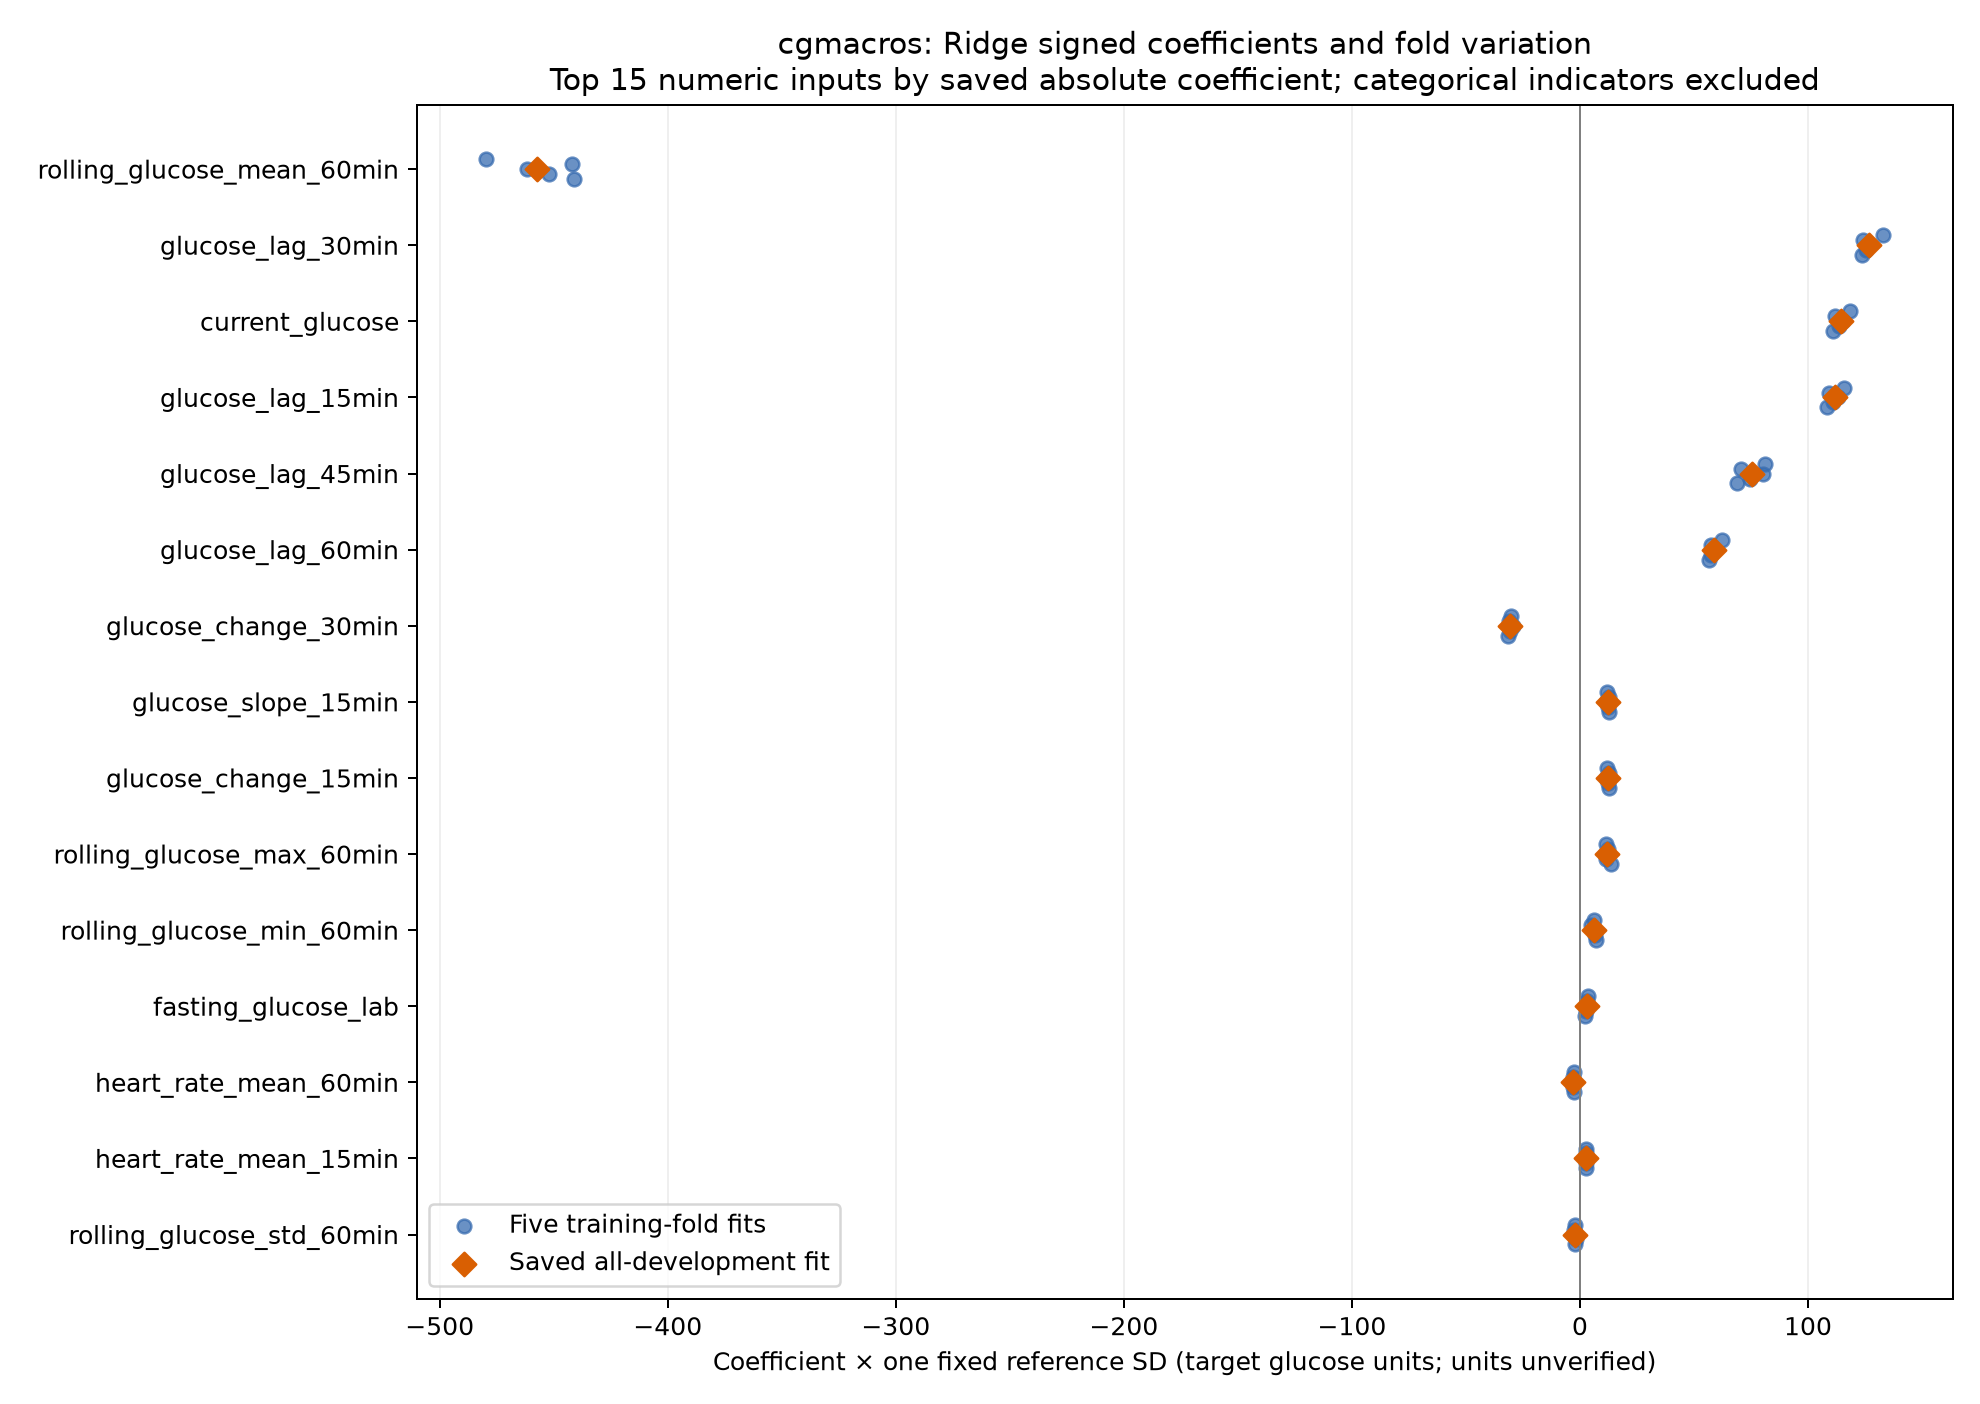 cgmacros: Ridge signed coefficients and fold variation
Top 15 numeric inputs by saved absolute coefficient; categorical indicators excluded
rolling_glucose_mean_60min
glucose_lag_30min
current_glucose
glucose_lag_15min
glucose_lag_45min
glucose_lag_60min
glucose_change_30min
glucose_slope_15min
glucose_change_15min
rolling_glucose_max_60min
rolling_glucose_min_60min
fasting_glucose_lab
heart_rate_mean_60min
heart_rate_mean_15min
rolling_glucose_std_60min
Five training-fold fits
Saved all-development fit
−500 −400 −300 −200 −100 0 100
Coefficient × one fixed reference SD (target glucose units; units unverified)